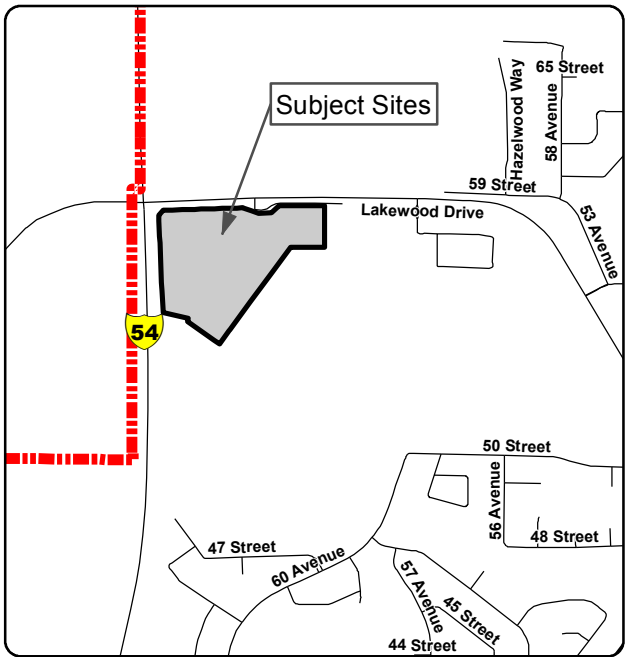 65 Street
Hazelwood Way
58 Avenue
Subject Sites
59 Street
Lakewood Drive
53 Avenue
54
50 Street
56 Avenue
48 Street
47 Street
60 Avenue
57 Avenue
45 Street
44 Street